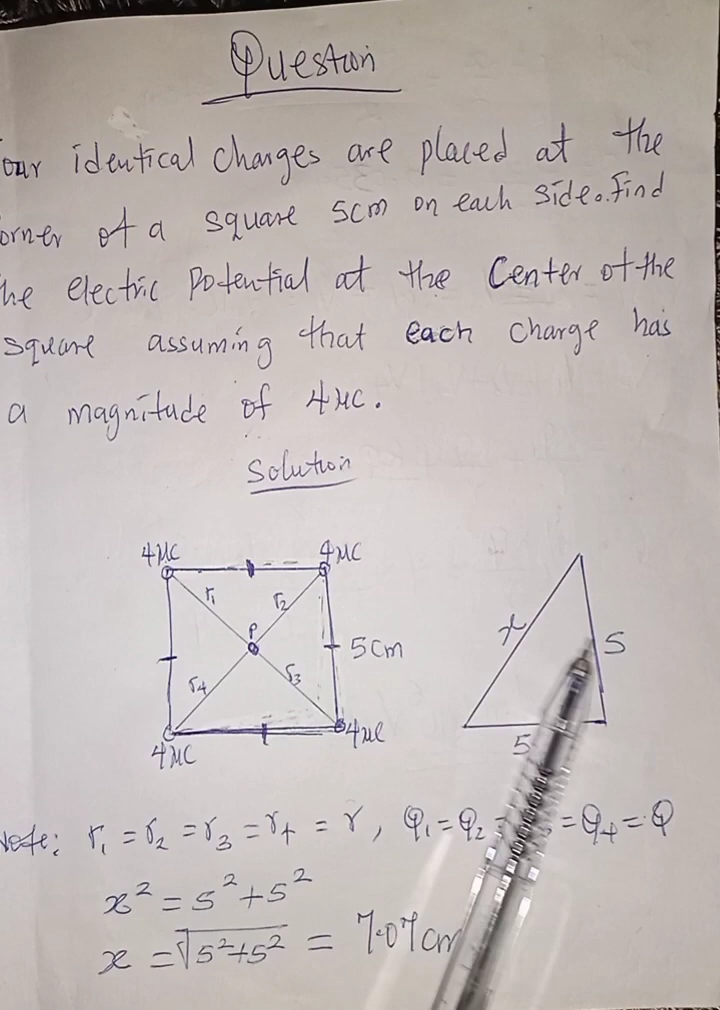 Question
our identical charges are placed at the
orner of a square 5cm on each side. Find
he electric Potential at the Center of the
square assuming that each charge has
a magnitude of 4μC.
Solution
4μC 4μC
r₁ r₂
P
x 5
5cm
r₄ r₃
4μC 4μC
5
Note: r₁ = r₂ = r₃ = r₄ = r, Q₁ = Q₂ = = Q₄ = Q
x² = 5² + 5²
x = √5²+5² = 7.07cm